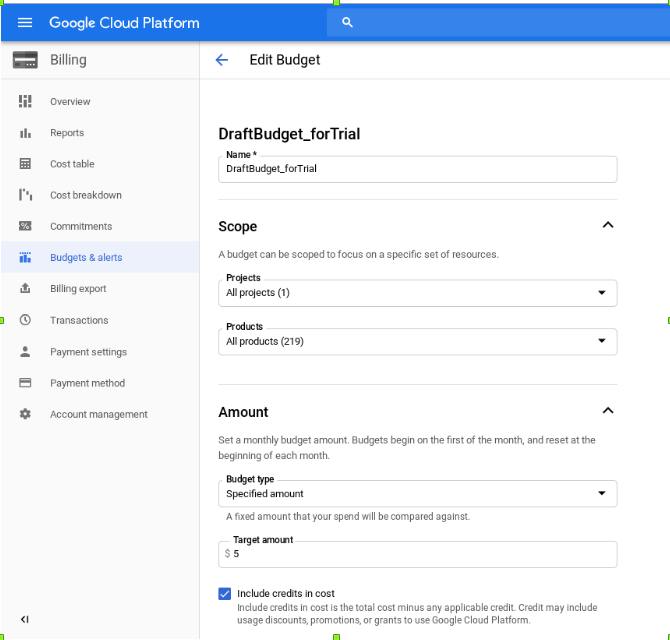 Google Cloud Platform
Billing
Edit Budget
Overview
Reports
Cost table
Cost breakdown
Commitments
Budgets & alerts
Billing export
Transactions
Payment settings
Payment method
Account management
DraftBudget_forTrial
Name *
DraftBudget_forTrial
Scope
A budget can be scoped to focus on a specific set of resources.
Projects
All projects (1)
Products
All products (219)
Amount
Set a monthly budget amount. Budgets begin on the first of the month, and reset at the
beginning of each month.
Budget type
Specified amount
A fixed amount that your spend will be compared against.
Target amount
$ 5
Include credits in cost
Include credits in cost is the total cost minus any applicable credit. Credit may include
usage discounts, promotions, or grants to use Google Cloud Platform.